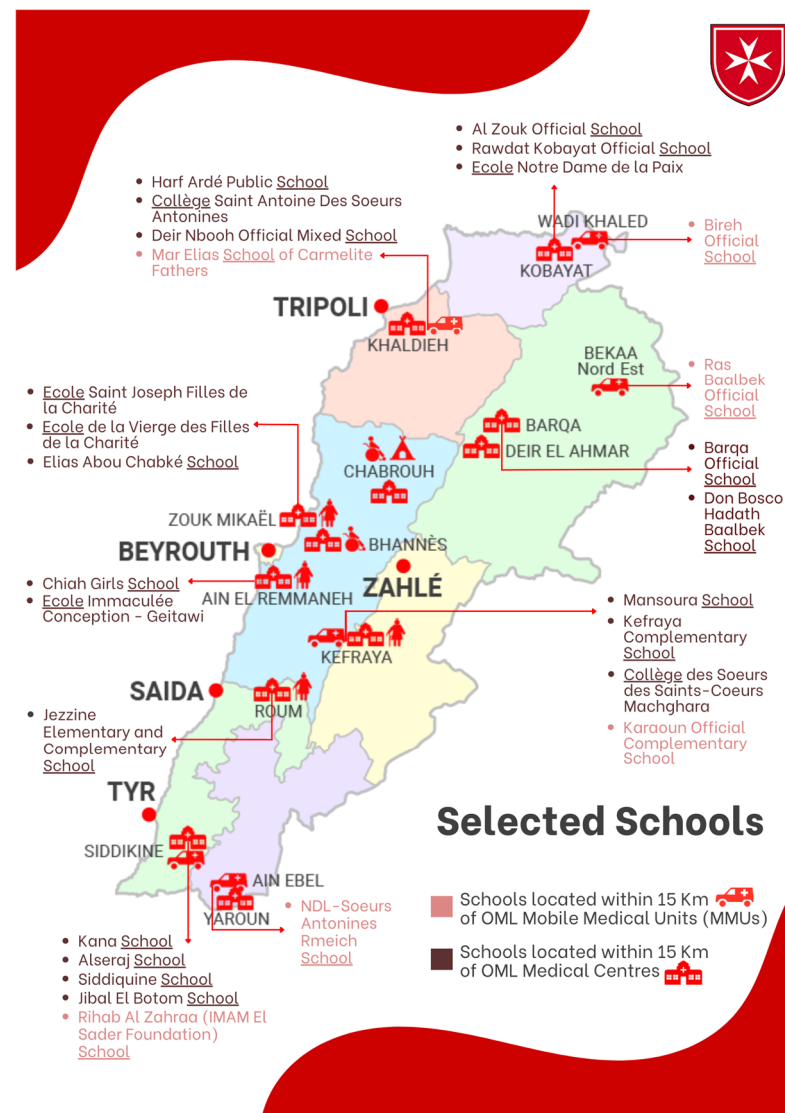 • Al Zouk Official School
• Rawdat Kobayat Official School
• Ecole Notre Dame de la Paix
• Harf Ardé Public School
• Collège Saint Antoine Des Soeurs
Antonines
• Deir Nbooh Official Mixed School
• Mar Elias School of Carmelite
Fathers
WADI KHALED
KOBAYAT
• Bireh
Official
School
TRIPOLI
KHALDIEH
BEKAA
Nord Est
• Ras
Baalbek
Official
School
• Ecole Saint Joseph Filles de
la Charité
• Ecole de la Vierge des Filles
de la Charité
• Elias Abou Chabké School
BARQA
DEIR EL AHMAR
• Barqa
Official
School
• Don Bosco
Hadath
Baalbek
School
CHABROUH
ZOUK MIKAËL
BEYROUTH
BHANNÈS
ZAHLÉ
• Chiah Girls School
• Ecole Immaculée
Conception - Geitawi
AIN EL REMMANEH
KEFRAYA
• Mansoura School
• Kefraya
Complementary
School
• Collège des Soeurs
des Saints-Coeurs
Machghara
• Karaoun Official
Complementary
School
SAIDA
ROUM
• Jezzine
Elementary and
Complementary
School
TYR
SIDDIKINE
AIN EBEL
YAROUN
• NDL-Soeurs
Antonines
Rmeich
School
• Kana School
• Alseraj School
• Siddiquine School
• Jibal El Botom School
• Rihab Al Zahraa (IMAM El
Sader Foundation)
School
Selected Schools
Schools located within 15 Km
of OML Mobile Medical Units (MMUs)
Schools located within 15 Km
of OML Medical Centres